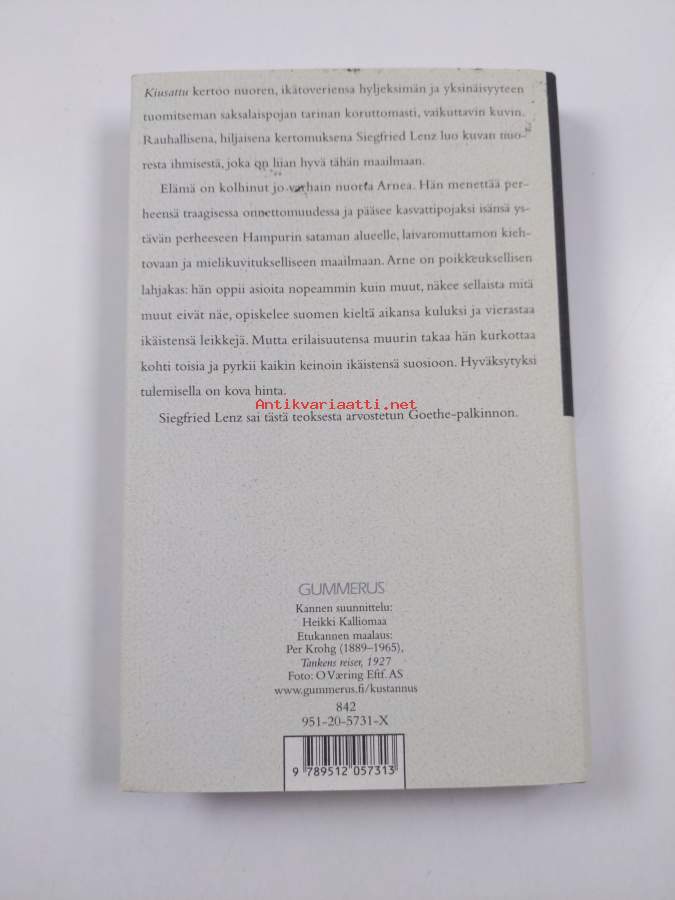 Kiusattu kertoo nuoren, ikätoveriensa hyljeksimän ja yksinäisyyteen
tuomitseman saksalaispojan tarinan koruttomasti, vaikuttavin kuvin.
Rauhallisena, hiljaisena kertomuksena Siegfried Lenz luo kuvan nuo-
resta ihmisestä, joka on liian hyvä tähän maailmaan.
Elämä on kolhinut jo varhain nuorta Arnea. Hän menettää per-
heensä traagisessa onnettomuudessa ja pääsee kasvattipojaksi isänsä ys-
tävän perheeseen Hampurin sataman alueelle, laivaromuttamon kieh-
tovaan ja mielikuvitukselliseen maailmaan. Arne on poikkeuksellisen
lahjakas: hän oppii asioita nopeammin kuin muut, näkee sellaista mitä
muut eivät näe, opiskelee suomen kieltä aikansa kuluksi ja vierastaa
ikäistensä leikkejä. Mutta erilaisuutensa muurin takaa hän kurkottaa
kohti toisia ja pyrkii kaikin keinoin ikäistensä suosioon. Hyväksytyksi
tulemisella on kova hinta.
Antikvariaatti.net
Siegfried Lenz sai tästä teoksesta arvostetun Goethe-palkinnon.
GUMMERUS
Kannen suunnittelu:
Heikki Kalliomaa
Etukannen maalaus:
Per Krohg (1889–1965),
Tankens reiser, 1927
Foto: O Væring Eftf. AS
www.gummerus.fi/kustannus
842
951-20-5731-X
9 789512 057313